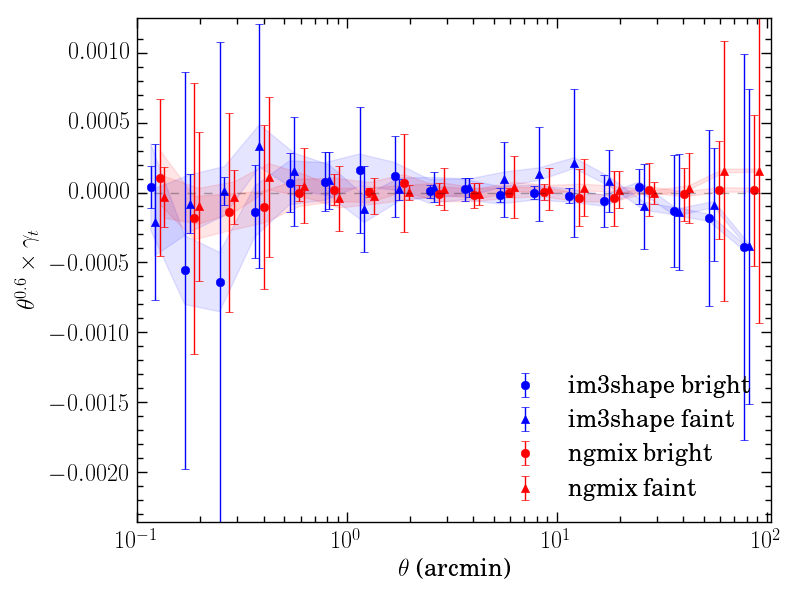 0.0010
0.0005
0.0000
−0.0005
−0.0010
−0.0015
−0.0020
θ^0.6 × γ_t
im3shape bright
im3shape faint
ngmix bright
ngmix faint
10^−1 10^0 10^1 10^2
θ (arcmin)